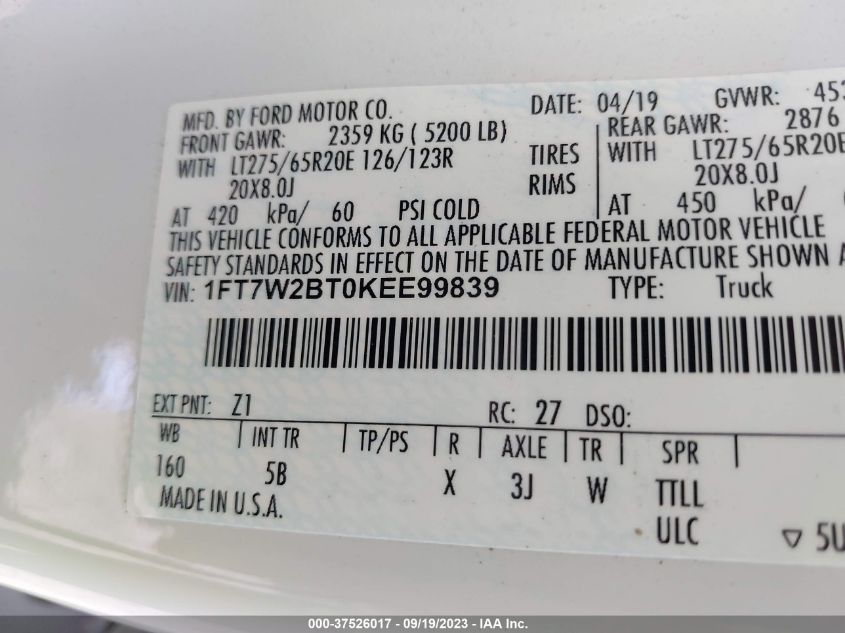 MFD. BY FORD MOTOR CO. DATE: 04/19 GVWR: 453
FRONT GAWR: 2359 KG ( 5200 LB) REAR GAWR: 2876
WITH LT275/65R20E 126/123R TIRES WITH LT275/65R20E
20X8.0J RIMS 20X8.0J
AT 420 kPa/ 60 PSI COLD AT 450 kPa/
THIS VEHICLE CONFORMS TO ALL APPLICABLE FEDERAL MOTOR VEHICLE
SAFETY STANDARDS IN EFFECT ON THE DATE OF MANUFACTURE SHOWN A
VIN: 1FT7W2BT0KEE99839 TYPE: Truck
EXT PNT: Z1 RC: 27 DSO:
WB INT TR TP/PS R AXLE TR SPR
160 5B X 3J W TTLL
MADE IN U.S.A. ULC ▽ 5U
000-37526017 - 09/19/2023 - IAA Inc.